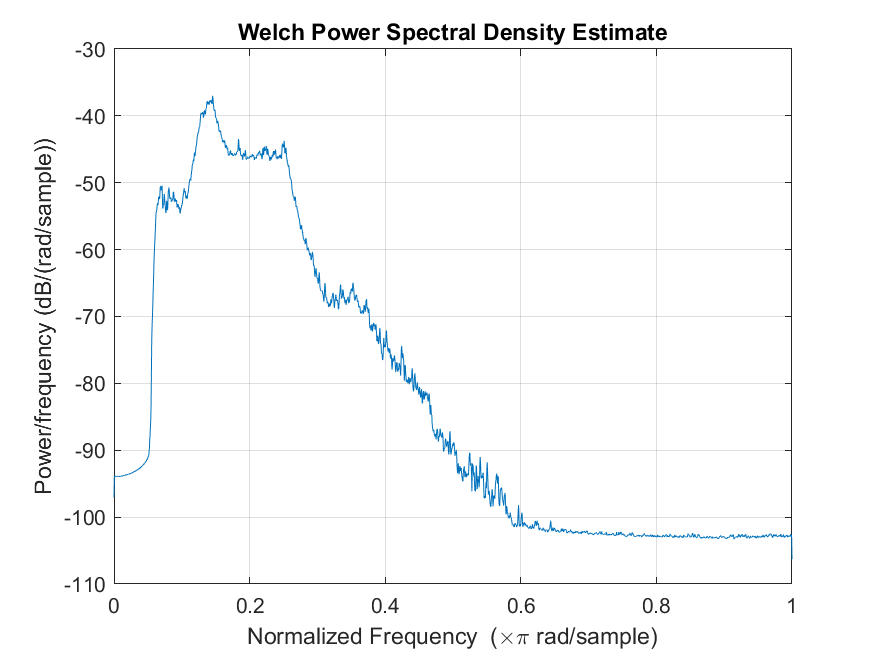 Welch Power Spectral Density Estimate
-30
-40
-50
-60
-70
-80
-90
-100
-110
Power/frequency (dB/(rad/sample))
0 0.2 0.4 0.6 0.8 1
Normalized Frequency (×π rad/sample)